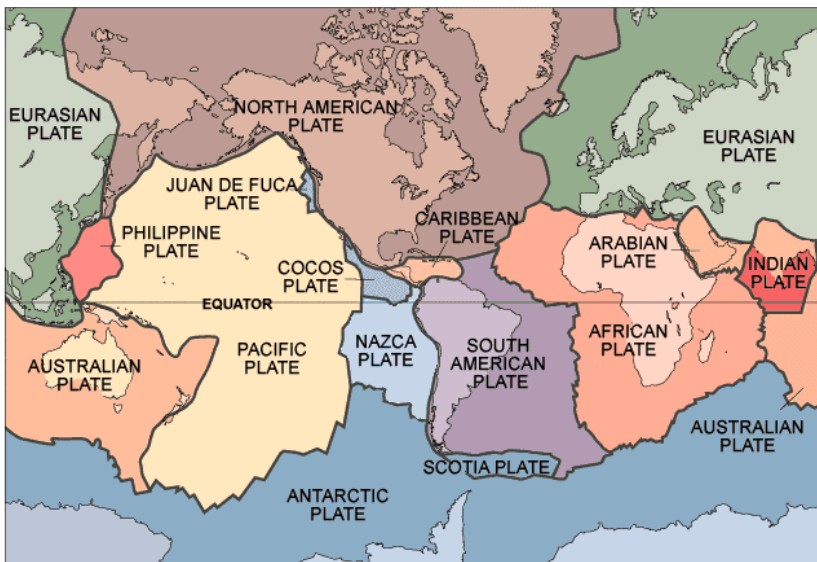 NORTH AMERICAN
PLATE
EURASIAN
PLATE
EURASIAN
PLATE
JUAN DE FUCA
PLATE
CARIBBEAN
PLATE
PHILIPPINE
PLATE
ARABIAN
PLATE
INDIAN
PLATE
COCOS
PLATE
EQUATOR
AUSTRALIAN
PLATE
PACIFIC
PLATE
NAZCA
PLATE
SOUTH
AMERICAN
PLATE
AFRICAN
PLATE
AUSTRALIAN
PLATE
SCOTIA PLATE
ANTARCTIC
PLATE